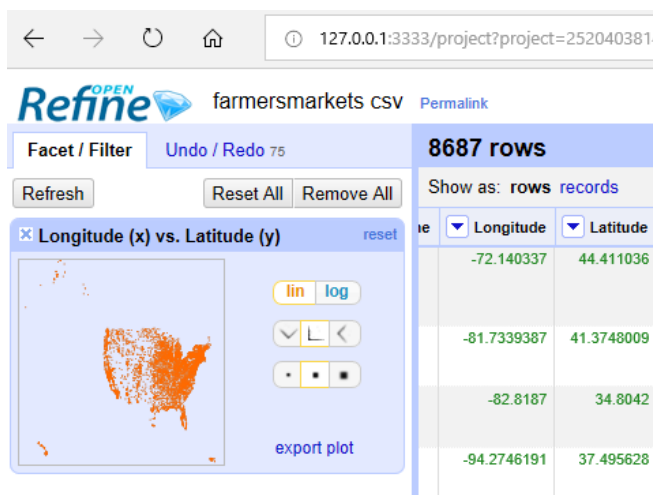 127.0.0.1:3333/project?project=252040381
OPEN
Refine farmersmarkets csv Permalink
Facet / Filter Undo / Redo 75
8687 rows
Refresh Reset All Remove All
Show as: rows records
Longitude (x) vs. Latitude (y) reset
Longitude Latitude
lin log
export plot
-72.140337 44.411036
-81.7339387 41.3748009
-82.8187 34.8042
-94.2746191 37.495628